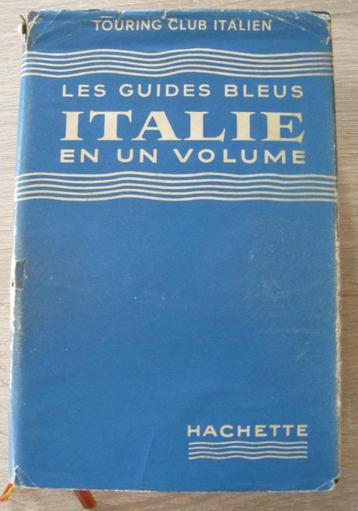 TOURING CLUB ITALIEN
LES GUIDES BLEUS
ITALIE
EN UN VOLUME
HACHETTE